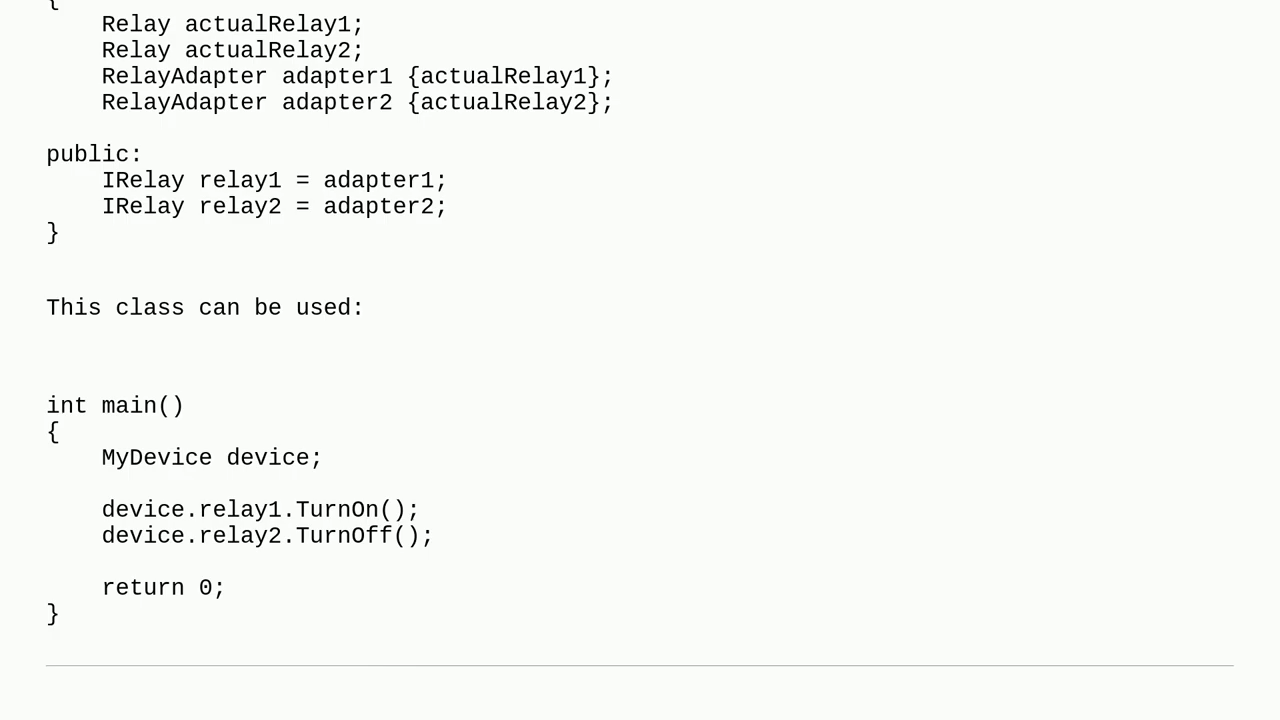 {
    Relay actualRelay1;
    Relay actualRelay2;
    RelayAdapter adapter1 {actualRelay1};
    RelayAdapter adapter2 {actualRelay2};
public:
    IRelay relay1 = adapter1;
    IRelay relay2 = adapter2;
}
This class can be used:
int main()
{
    MyDevice device;
    device.relay1.TurnOn();
    device.relay2.TurnOff();
    return 0;
}